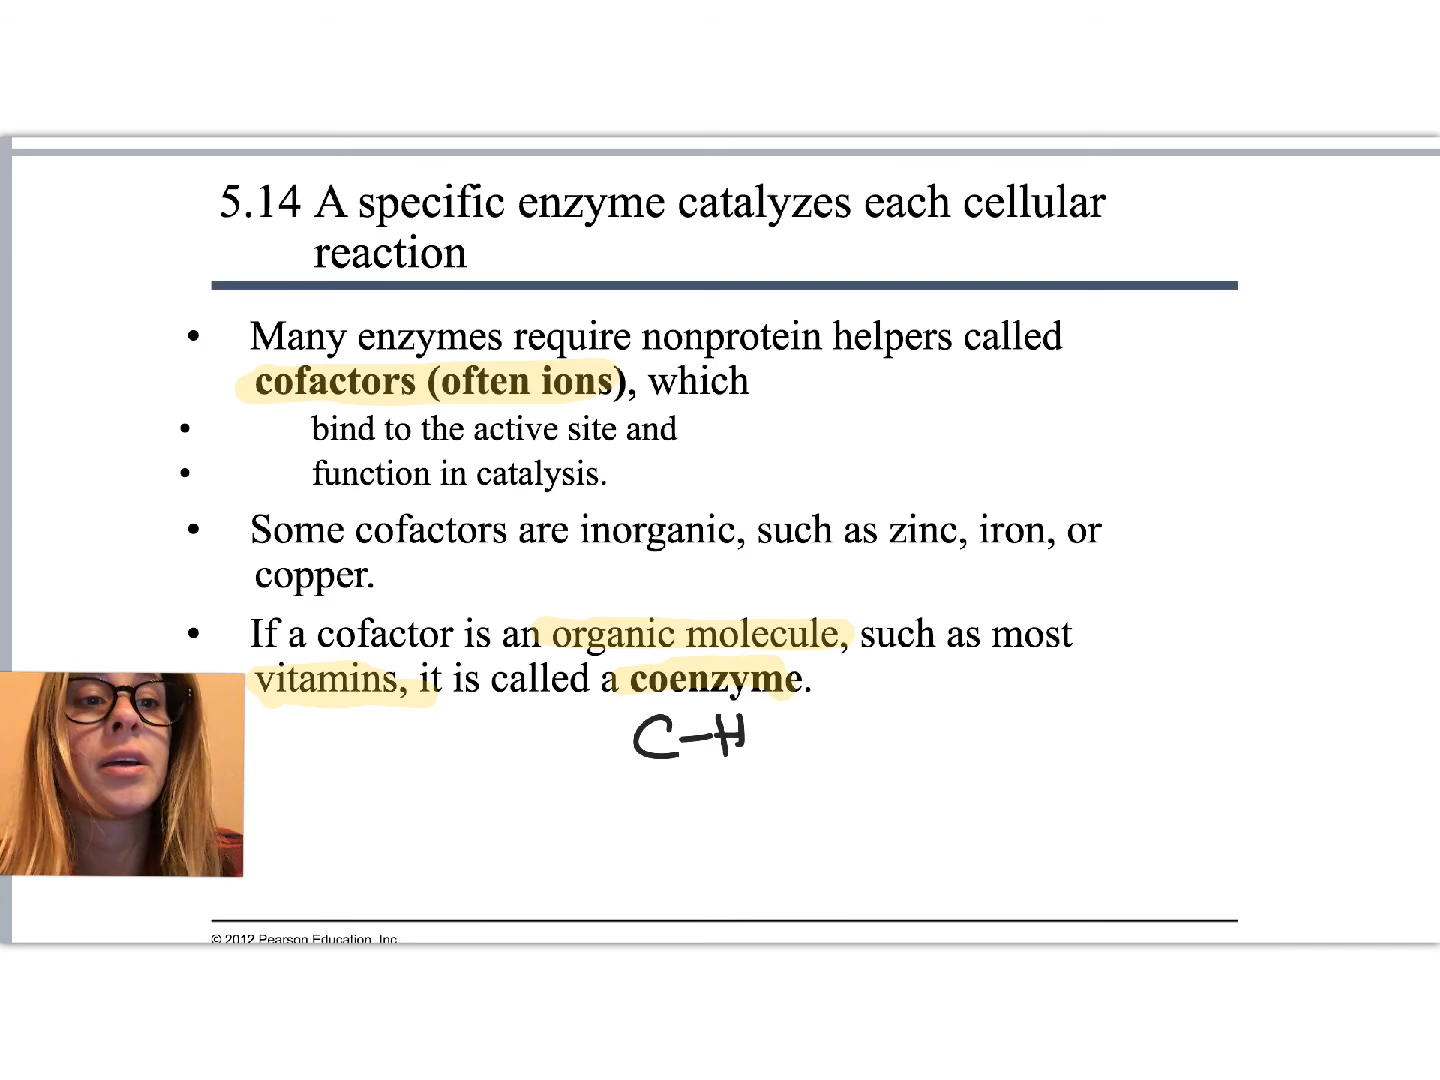 5.14 A specific enzyme catalyzes each cellular
reaction
• Many enzymes require nonprotein helpers called
cofactors (often ions), which
• bind to the active site and
• function in catalysis.
• Some cofactors are inorganic, such as zinc, iron, or
copper.
• If a cofactor is an organic molecule, such as most
vitamins, it is called a coenzyme.
C–H
© 2012 Pearson Education, Inc.